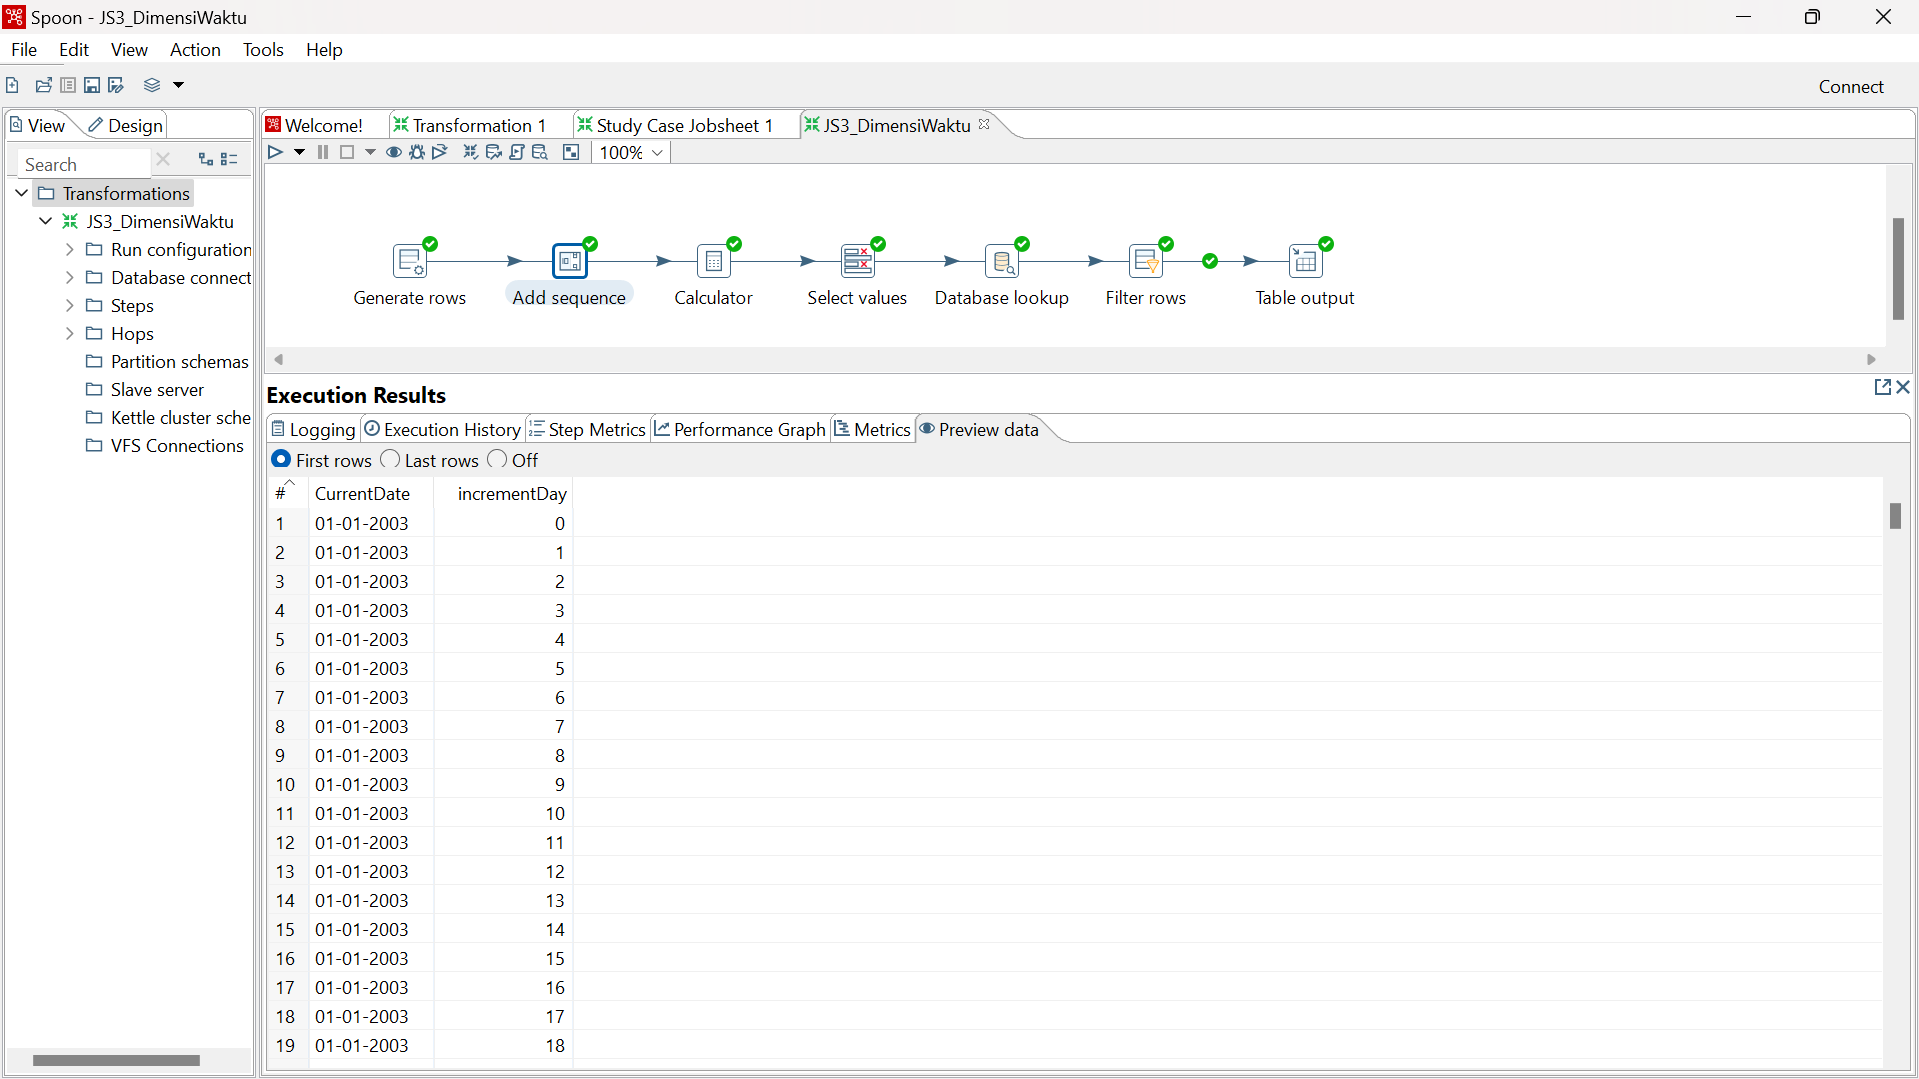 Spoon - JS3_DimensiWaktu
File Edit View Action Tools Help
Connect
View Design
Search
Transformations
JS3_DimensiWaktu
Run configuration
Database connect
Steps
Hops
Partition schemas
Slave server
Kettle cluster sche
VFS Connections
Welcome! Transformation 1 Study Case Jobsheet 1 JS3_DimensiWaktu
100%
Generate rows Add sequence Calculator Select values Database lookup Filter rows Table output
Execution Results
Logging Execution History Step Metrics Performance Graph Metrics Preview data
First rows Last rows Off
# CurrentDate incrementDay
1 01-01-2003 0
2 01-01-2003 1
3 01-01-2003 2
4 01-01-2003 3
5 01-01-2003 4
6 01-01-2003 5
7 01-01-2003 6
8 01-01-2003 7
9 01-01-2003 8
10 01-01-2003 9
11 01-01-2003 10
12 01-01-2003 11
13 01-01-2003 12
14 01-01-2003 13
15 01-01-2003 14
16 01-01-2003 15
17 01-01-2003 16
18 01-01-2003 17
19 01-01-2003 18